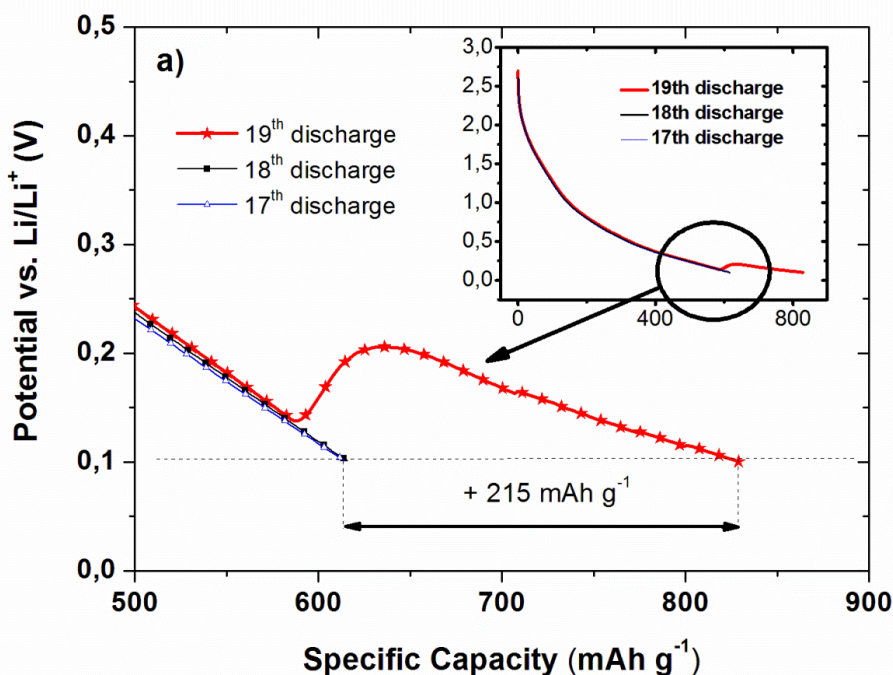 a)
Potential vs. Li/Li⁺ (V)
0,5
0,4
0,3
0,2
0,1
0,0
19ᵗʰ discharge
18ᵗʰ discharge
17ᵗʰ discharge
3,0
2,5
2,0
1,5
1,0
0,5
0,0
19th discharge
18th discharge
17th discharge
0
400
800
+ 215 mAh g⁻¹
500
600
700
800
900
Specific Capacity (mAh g⁻¹)